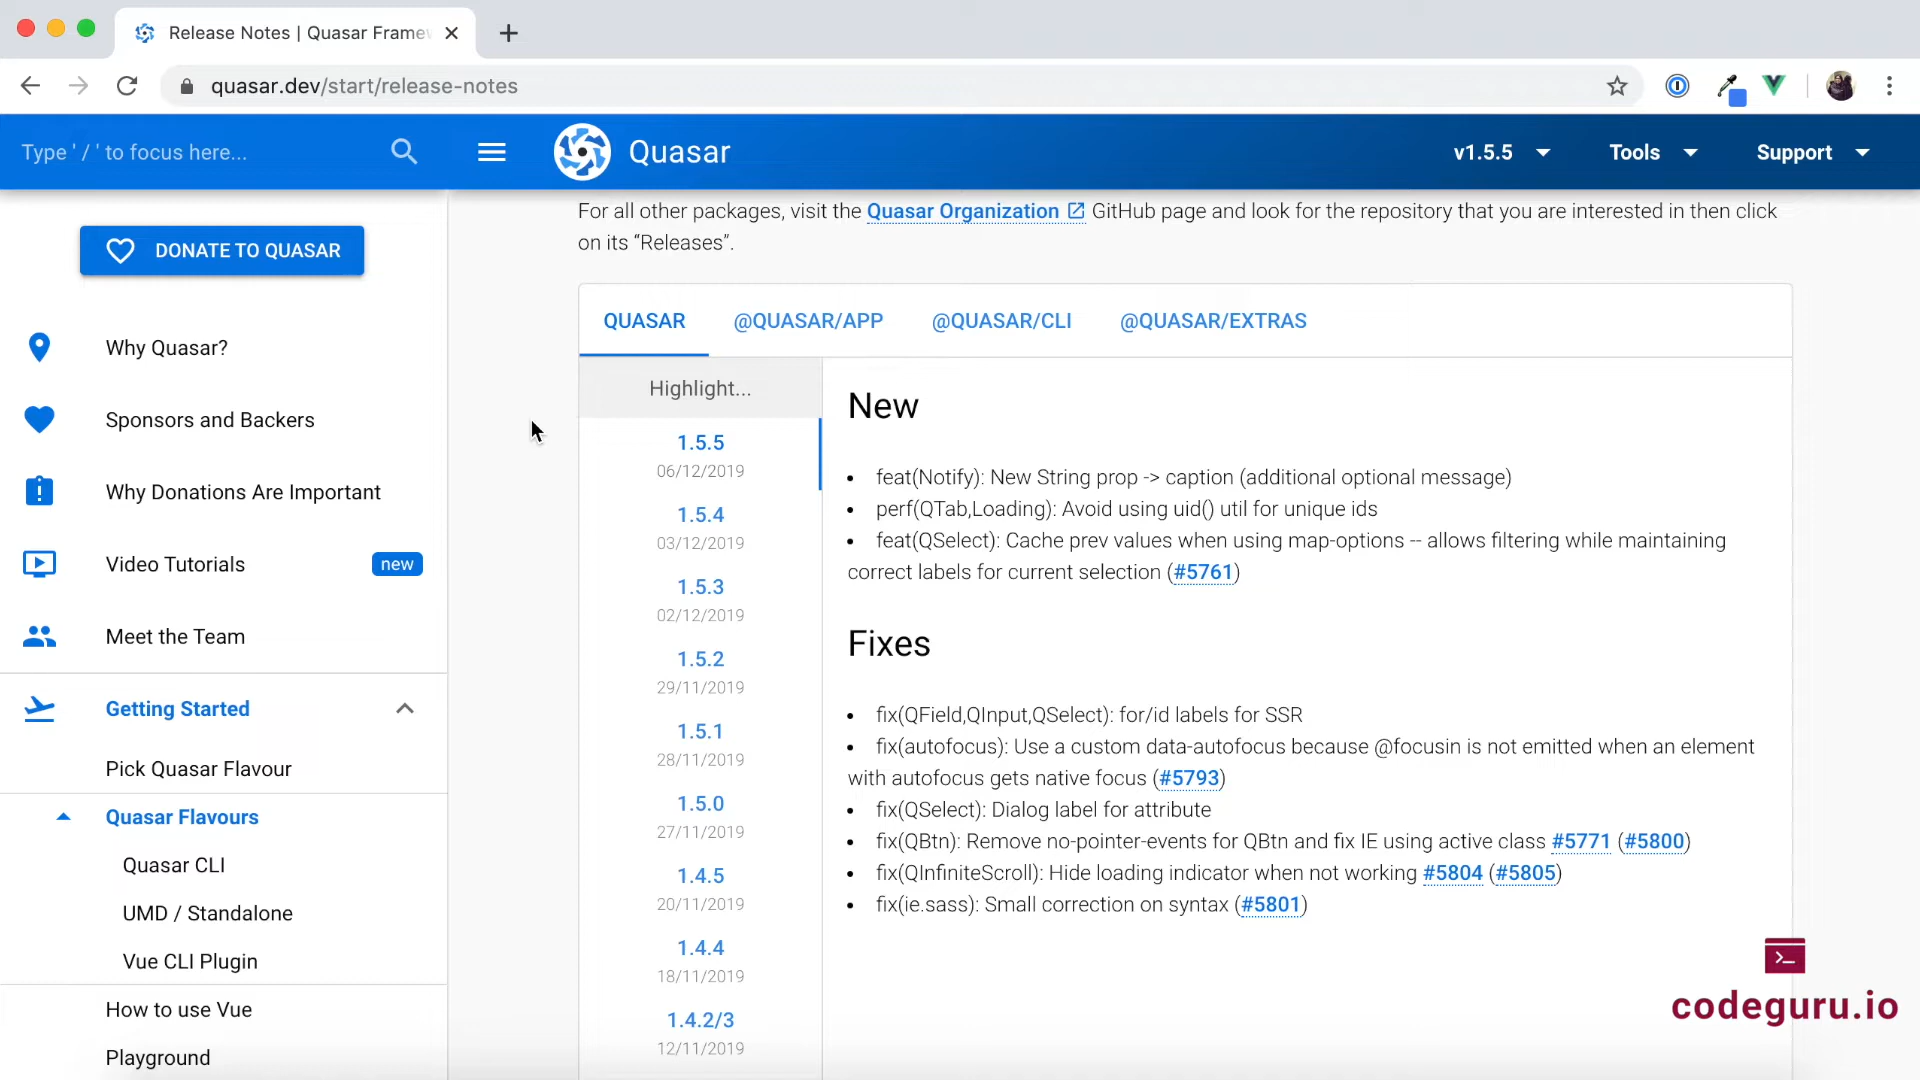 Release Notes | Quasar Framew
quasar.dev/start/release-notes
Type ' / ' to focus here...
Quasar
v1.5.5
Tools
Support
DONATE TO QUASAR
Why Quasar?
Sponsors and Backers
Why Donations Are Important
Video Tutorials
new
Meet the Team
Getting Started
Pick Quasar Flavour
Quasar Flavours
Quasar CLI
UMD / Standalone
Vue CLI Plugin
How to use Vue
Playground
For all other packages, visit the Quasar Organization GitHub page and look for the repository that you are interested in then click
on its “Releases”.
QUASAR
@QUASAR/APP
@QUASAR/CLI
@QUASAR/EXTRAS
Highlight...
1.5.5
06/12/2019
1.5.4
03/12/2019
1.5.3
02/12/2019
1.5.2
29/11/2019
1.5.1
28/11/2019
1.5.0
27/11/2019
1.4.5
20/11/2019
1.4.4
18/11/2019
1.4.2/3
12/11/2019
New
• feat(Notify): New String prop -> caption (additional optional message)
• perf(QTab,Loading): Avoid using uid() util for unique ids
• feat(QSelect): Cache prev values when using map-options -- allows filtering while maintaining
correct labels for current selection (#5761)
Fixes
• fix(QField,QInput,QSelect): for/id labels for SSR
• fix(autofocus): Use a custom data-autofocus because @focusin is not emitted when an element
with autofocus gets native focus (#5793)
• fix(QSelect): Dialog label for attribute
• fix(QBtn): Remove no-pointer-events for QBtn and fix IE using active class #5771 (#5800)
• fix(QInfiniteScroll): Hide loading indicator when not working #5804 (#5805)
• fix(ie.sass): Small correction on syntax (#5801)
codeguru.io